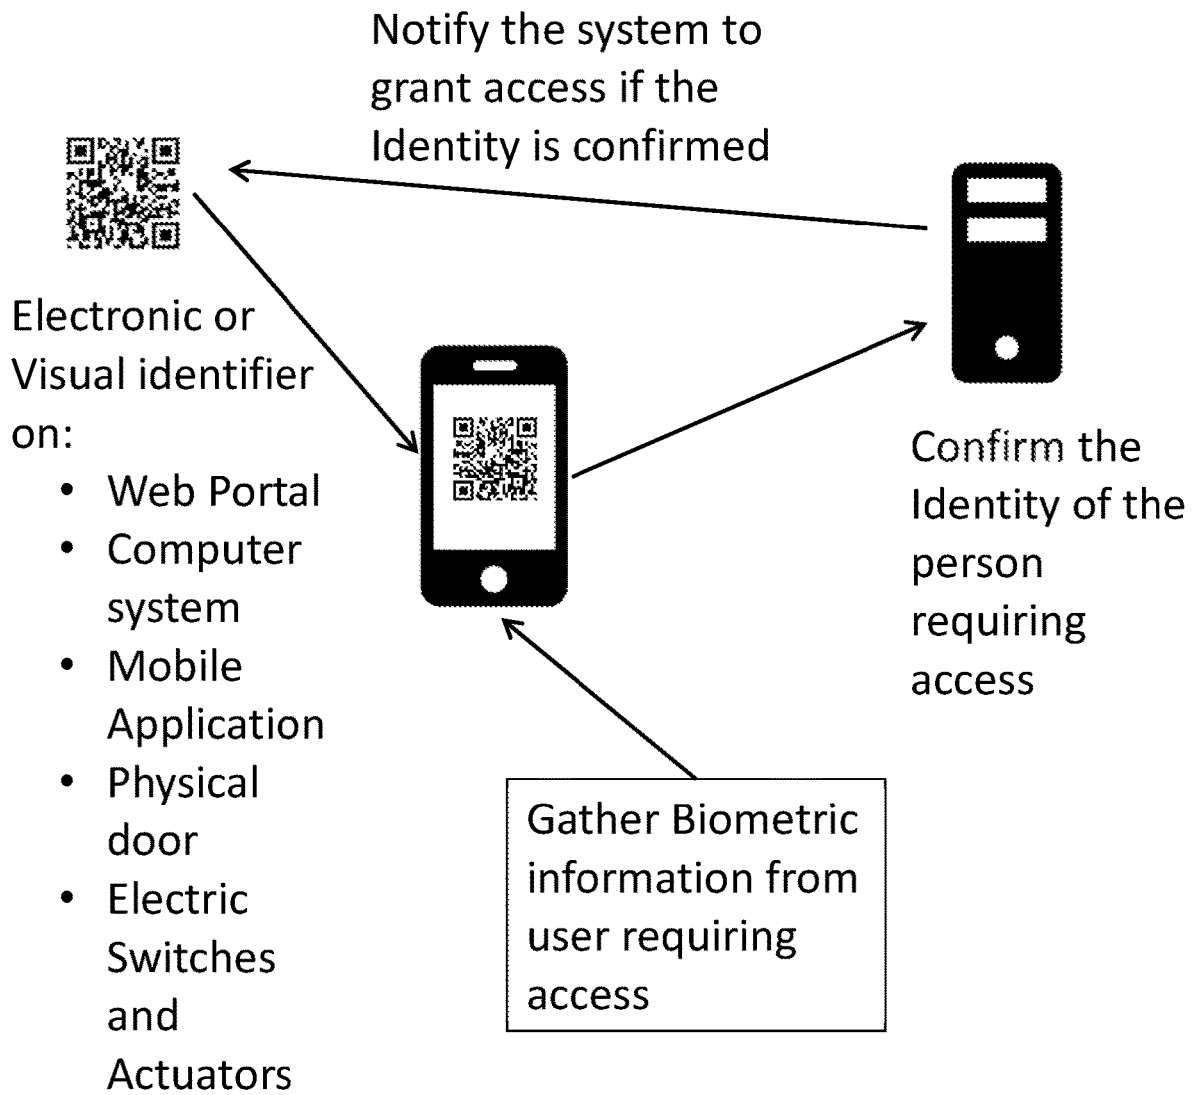 Notify the system to
grant access if the
Identity is confirmed
Electronic or
Visual identifier
on:
• Web Portal
• Computer
system
• Mobile
Application
• Physical
door
• Electric
Switches
and
Actuators
Confirm the
Identity of the
person
requiring
access
Gather Biometric
information from
user requiring
access